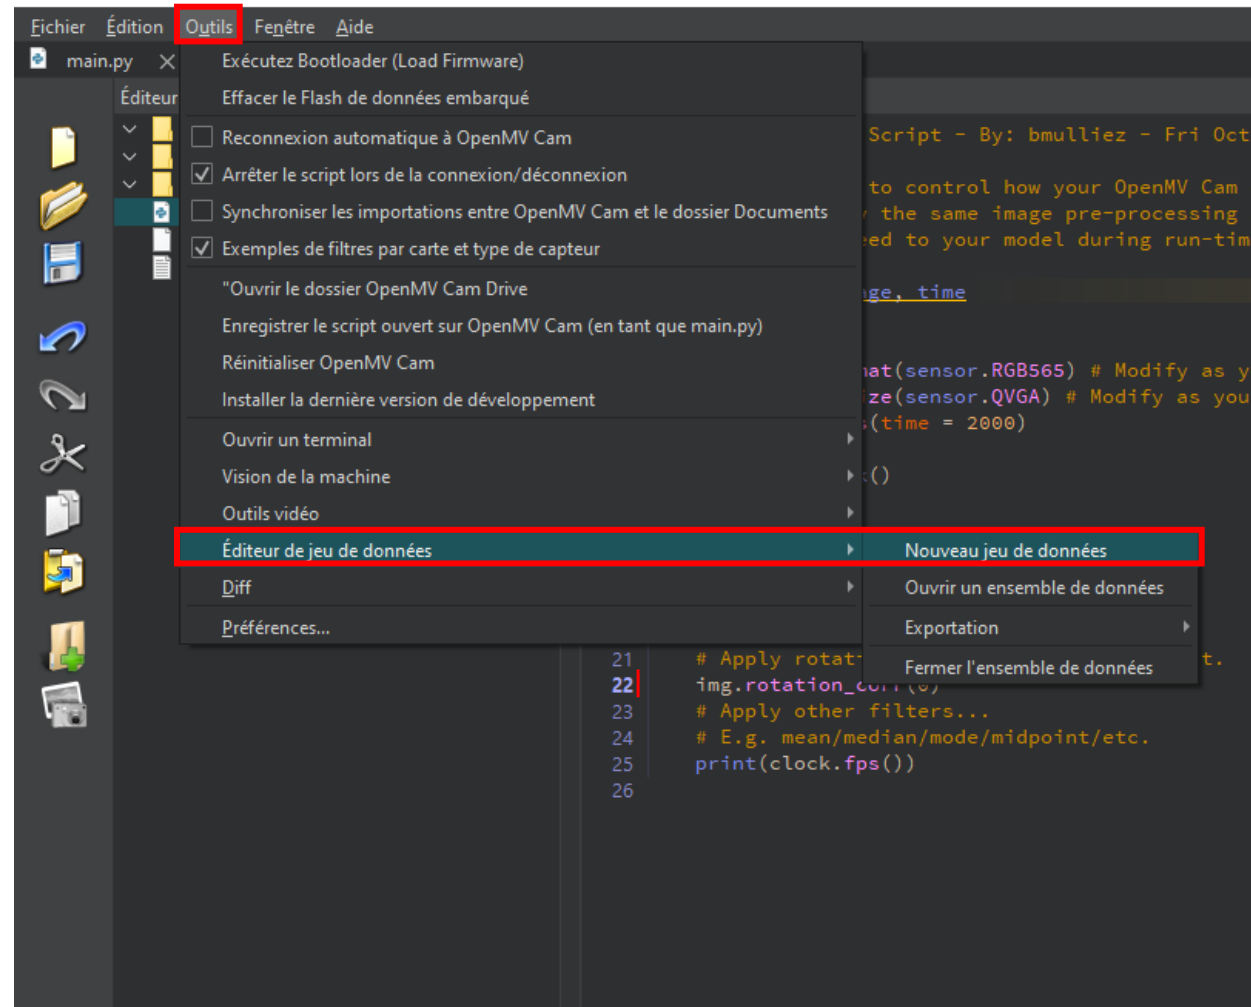 Fichier Édition Outils Fenêtre Aide
main.py
Éditeur
Exécutez Bootloader (Load Firmware)
Effacer le Flash de données embarqué
Reconnexion automatique à OpenMV Cam
Arrêter le script lors de la connexion/déconnexion
Synchroniser les importations entre OpenMV Cam et le dossier Documents
Exemples de filtres par carte et type de capteur
"Ouvrir le dossier OpenMV Cam Drive
Enregistrer le script ouvert sur OpenMV Cam (en tant que main.py)
Réinitialiser OpenMV Cam
Installer la dernière version de développement
Ouvrir un terminal
Vision de la machine
Outils vidéo
Éditeur de jeu de données
Diff
Préférences...
Nouveau jeu de données
Ouvrir un ensemble de données
Exportation
Fermer l'ensemble de données
Script - By: bmulliez - Fri Oct
to control how your OpenMV Cam
the same image pre-processing
eed to your model during run-tim
ge, time
at(sensor.RGB565) # Modify as y
ze(sensor.QVGA) # Modify as you
(time = 2000)
()
21 # Apply rotat t.
22 img.rotation_corr(0)
23 # Apply other filters...
24 # E.g. mean/median/mode/midpoint/etc.
25 print(clock.fps())
26